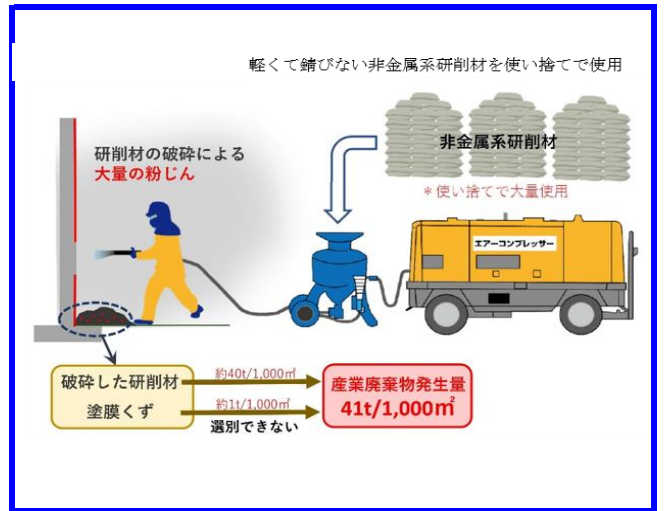 軽くて錆びない非金属系研削材を使い捨てで使用
研削材の破砕による
大量の粉じん
非金属系研削材
＊使い捨てで大量使用
エアーコンプレッサー
破砕した研削材
塗膜くず
約40t/1,000㎡
約1t/1,000㎡
選別できない
産業廃棄物発生量
41t/1,000㎡